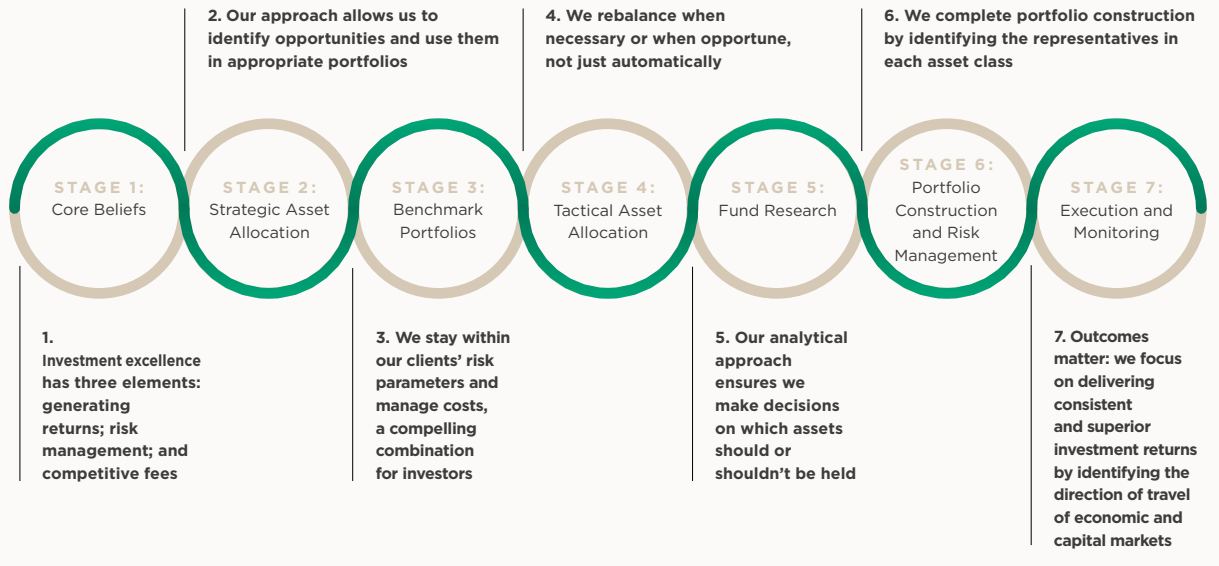 2. Our approach allows us to
identify opportunities and use them
in appropriate portfolios
4. We rebalance when
necessary or when opportune,
not just automatically
6. We complete portfolio construction
by identifying the representatives in
each asset class
STAGE 1:
Core Beliefs
STAGE 2:
Strategic Asset
Allocation
STAGE 3:
Benchmark
Portfolios
STAGE 4:
Tactical Asset
Allocation
STAGE 5:
Fund Research
STAGE 6:
Portfolio
Construction
and Risk
Management
STAGE 7:
Execution and
Monitoring
1.
Investment excellence
has three elements:
generating
returns; risk
management; and
competitive fees
3. We stay within
our clients’ risk
parameters and
manage costs,
a compelling
combination
for investors
5. Our analytical
approach
ensures we
make decisions
on which assets
should or
shouldn’t be held
7. Outcomes
matter: we focus
on delivering
consistent
and superior
investment returns
by identifying the
direction of travel
of economic and
capital markets